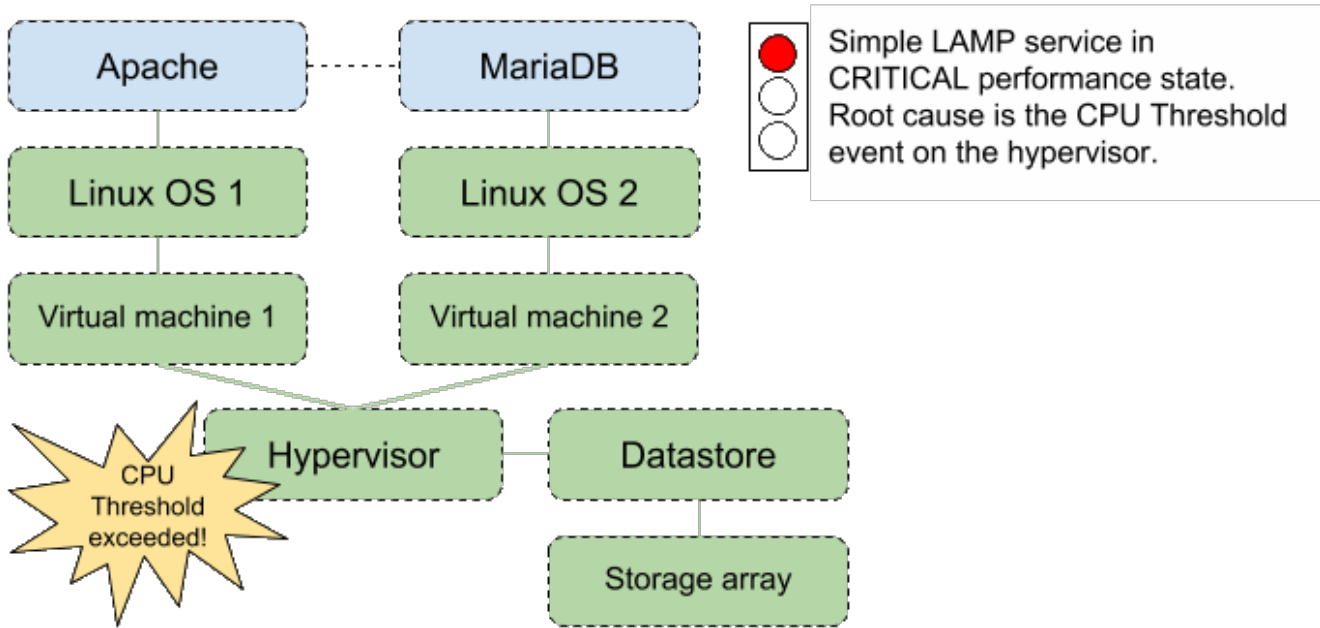 Apache
MariaDB
Simple LAMP service in
CRITICAL performance state.
Root cause is the CPU Threshold
event on the hypervisor.
Linux OS 1
Linux OS 2
Virtual machine 1
Virtual machine 2
CPU
Threshold
exceeded!
Hypervisor
Datastore
Storage array